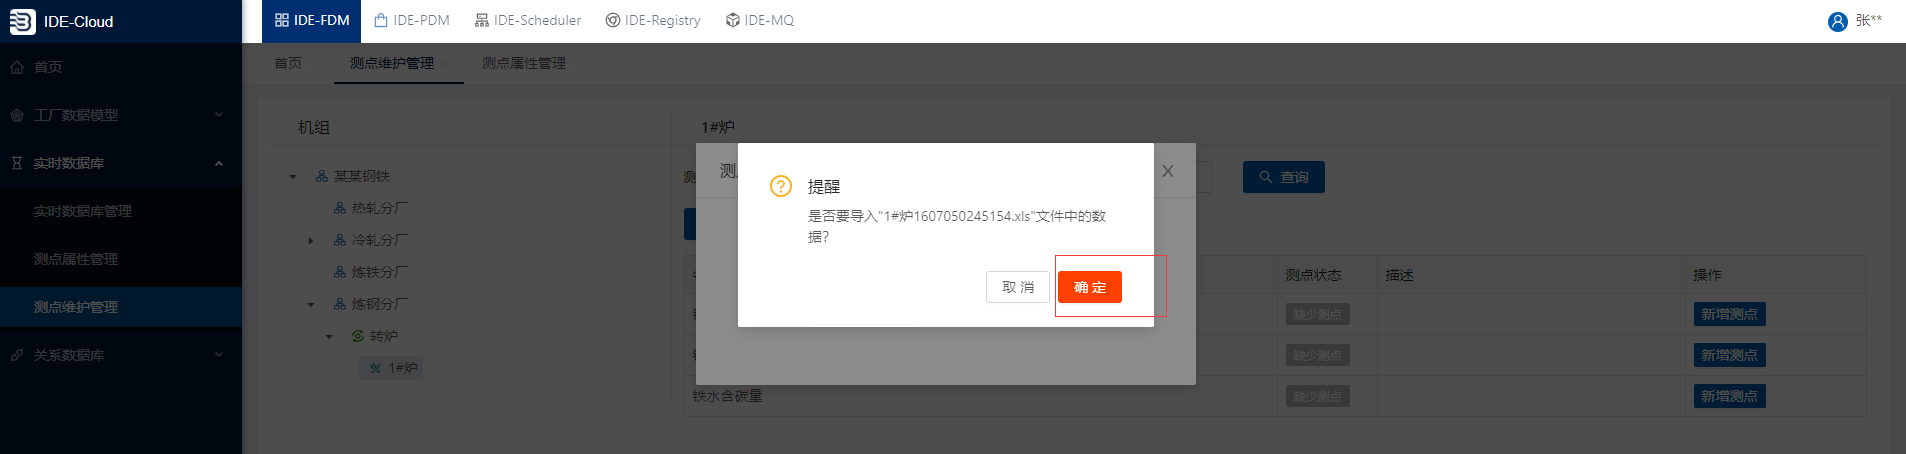 IDE-Cloud
IDE-FDM
IDE-PDM
IDE-Scheduler
IDE-Registry
IDE-MQ
张**
首页
工厂数据模型
实时数据库
实时数据库管理
测点属性管理
测点维护管理
关系数据库
首页
测点维护管理
测点属性管理
机组
某某钢铁
热轧分厂
冷轧分厂
炼铁分厂
炼钢分厂
转炉
1#炉
1#炉
查询
提醒
是否要导入"1#炉1607050245154.xls"文件中的数
据?
取 消
确 定
测点状态
描述
操作
缺少测点
新增测点
缺少测点
新增测点
铁水含碳量
缺少测点
新增测点